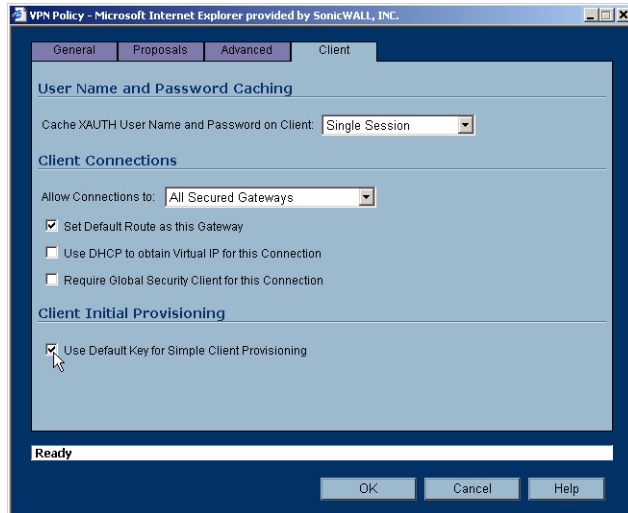 VPN Policy - Microsoft Internet Explorer provided by SonicWALL, INC.
General Proposals Advanced Client
User Name and Password Caching
Cache XAUTH User Name and Password on Client: Single Session
Client Connections
Allow Connections to: All Secured Gateways
Set Default Route as this Gateway
Use DHCP to obtain Virtual IP for this Connection
Require Global Security Client for this Connection
Client Initial Provisioning
Use Default Key for Simple Client Provisioning
Ready
OK Cancel Help